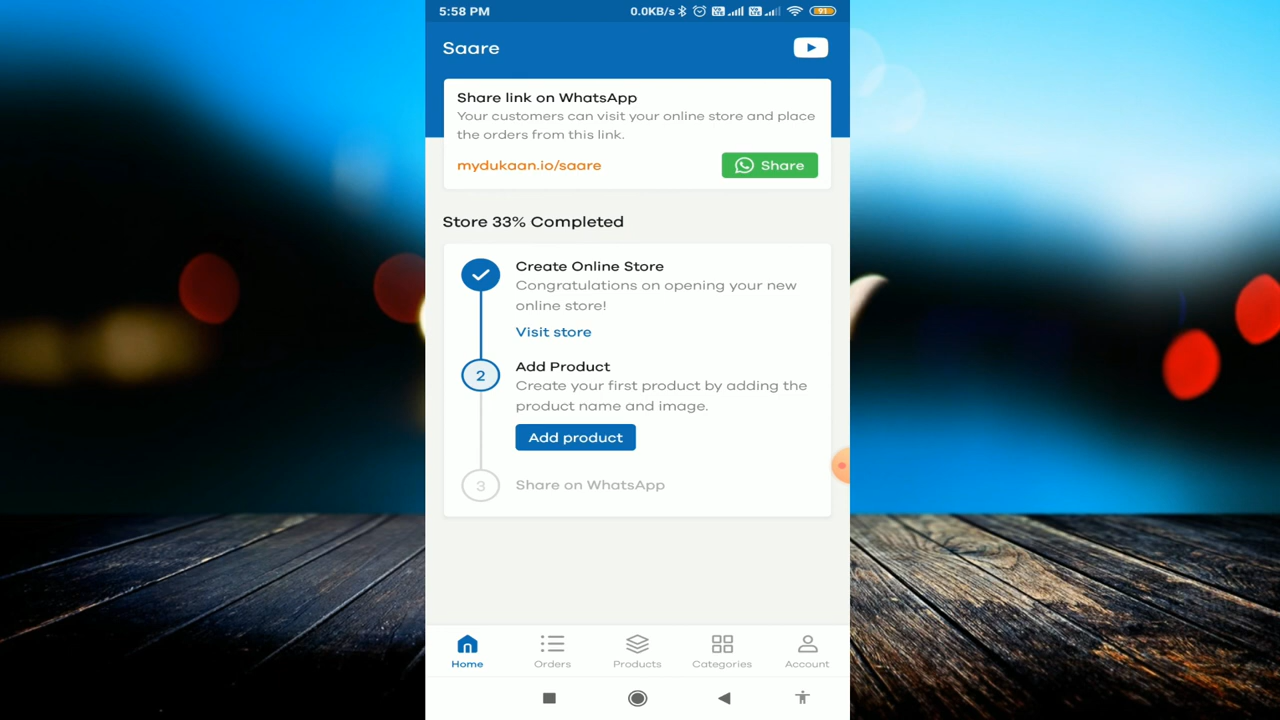 5:58 PM
0.0KB/s
91
Saare
Share link on WhatsApp
Your customers can visit your online store and place
the orders from this link.
mydukaan.io/saare
Share
Store 33% Completed
Create Online Store
Congratulations on opening your new
online store!
Visit store
2
Add Product
Create your first product by adding the
product name and image.
Add product
3
Share on WhatsApp
Home
Orders
Products
Categories
Account